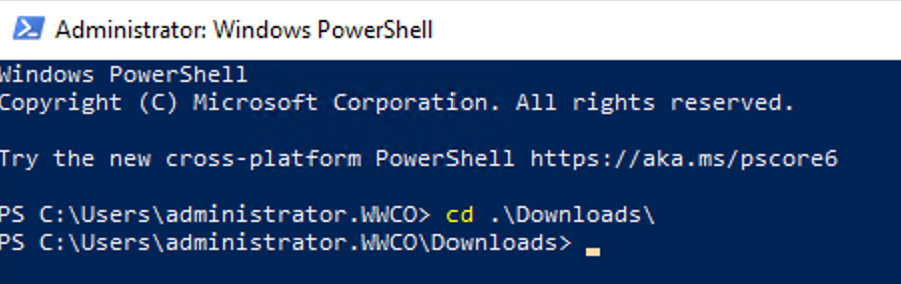 Administrator: Windows PowerShell
Windows PowerShell
Copyright (C) Microsoft Corporation. All rights reserved.
Try the new cross-platform PowerShell https://aka.ms/pscore6
PS C:\Users\administrator.WWCO> cd .\Downloads\
PS C:\Users\administrator.WWCO\Downloads>